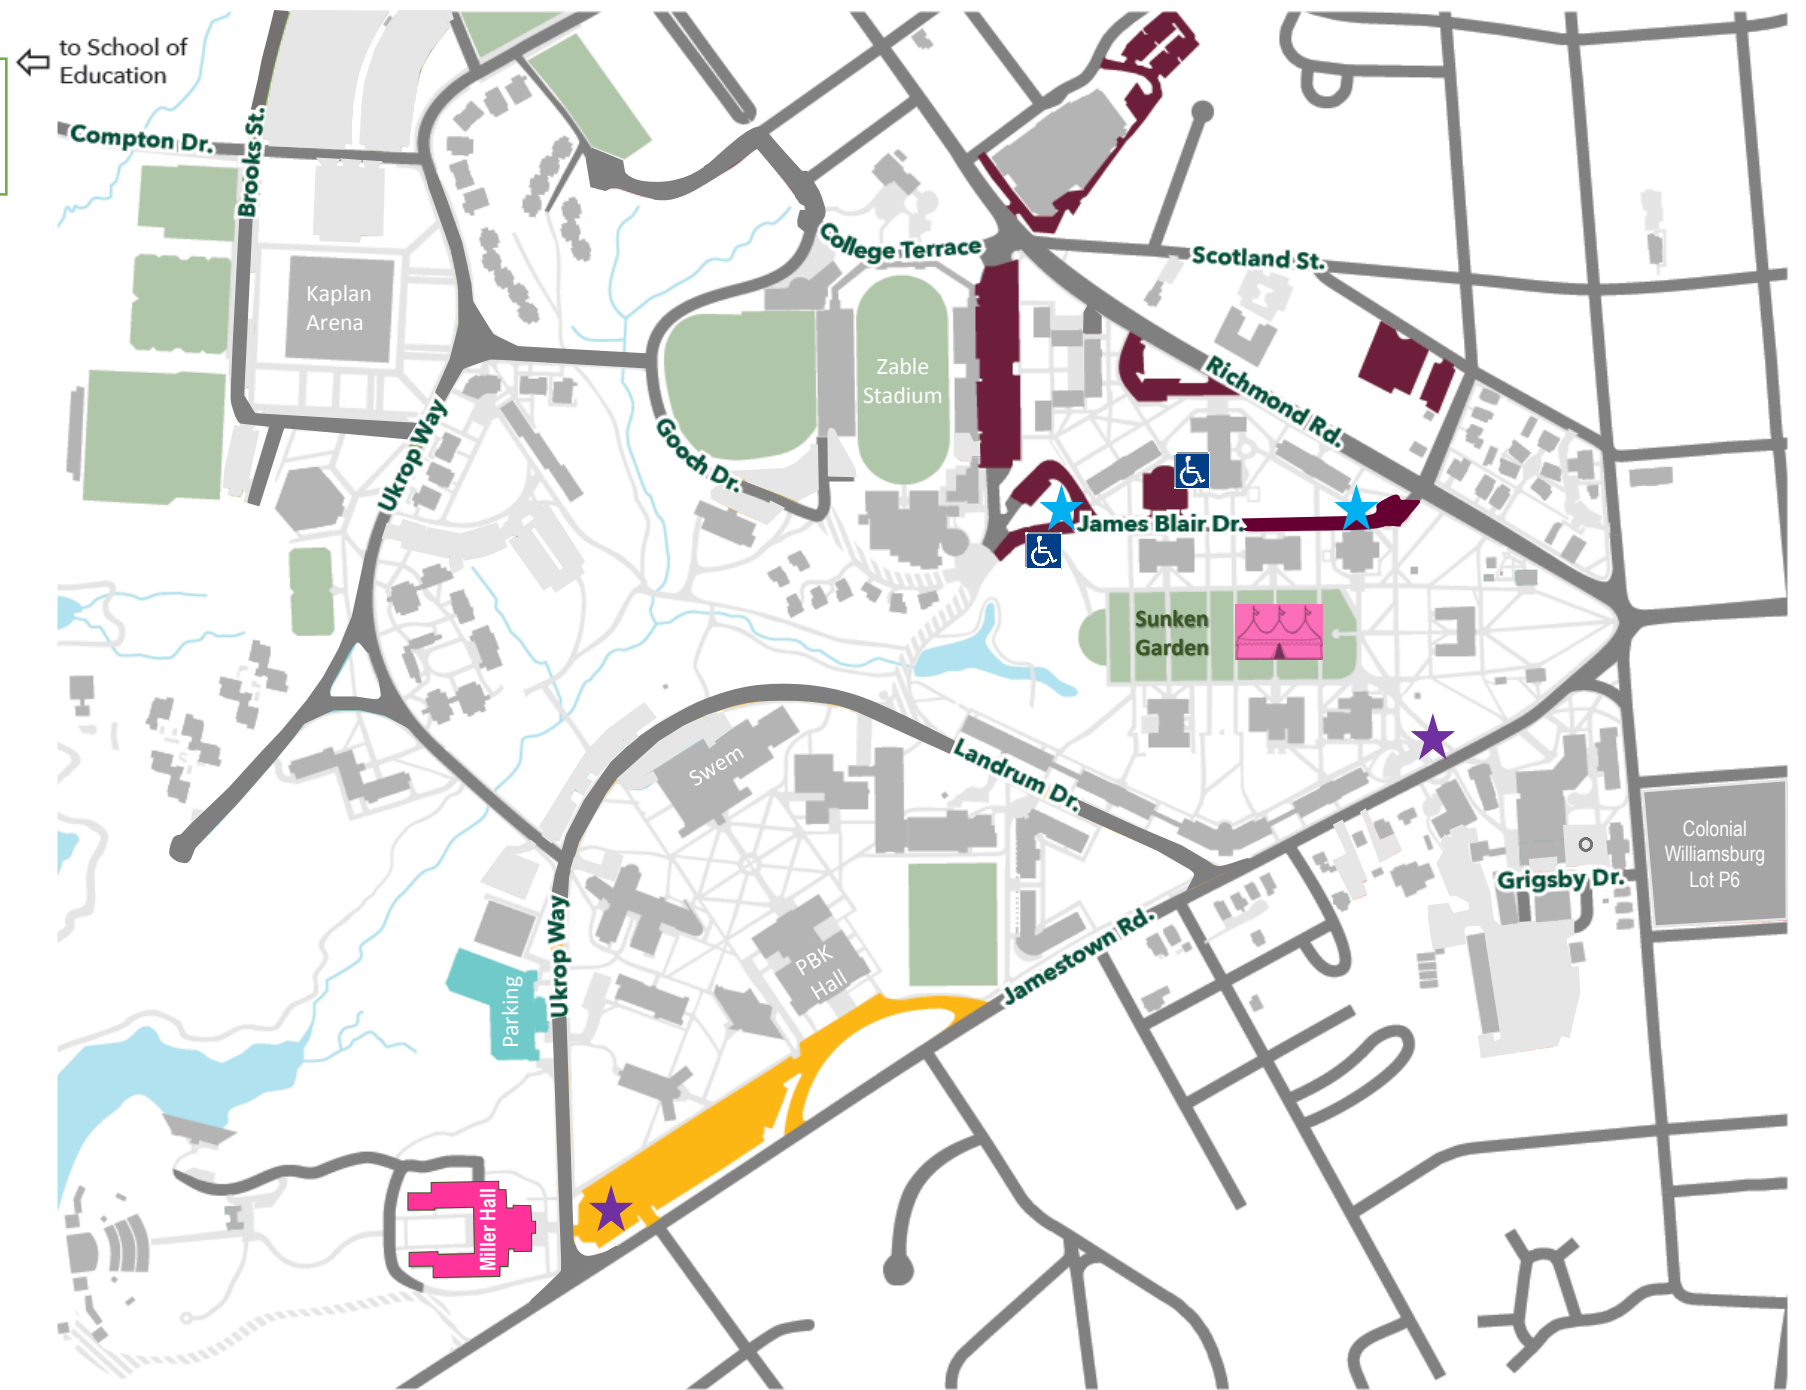 to School of
Education
Compton Dr.
Brooks St.
College Terrace
Scotland St.
Kaplan
Arena
Zable
Stadium
Richmond Rd.
Ukrop Way
Gooch Dr.
James Blair Dr.
Sunken
Garden
Swem
Landrum Dr.
Colonial
Williamsburg
Lot P6
Grigsby Dr.
Ukrop Way
PBK
Hall
Jamestown Rd.
Parking
Miller Hall